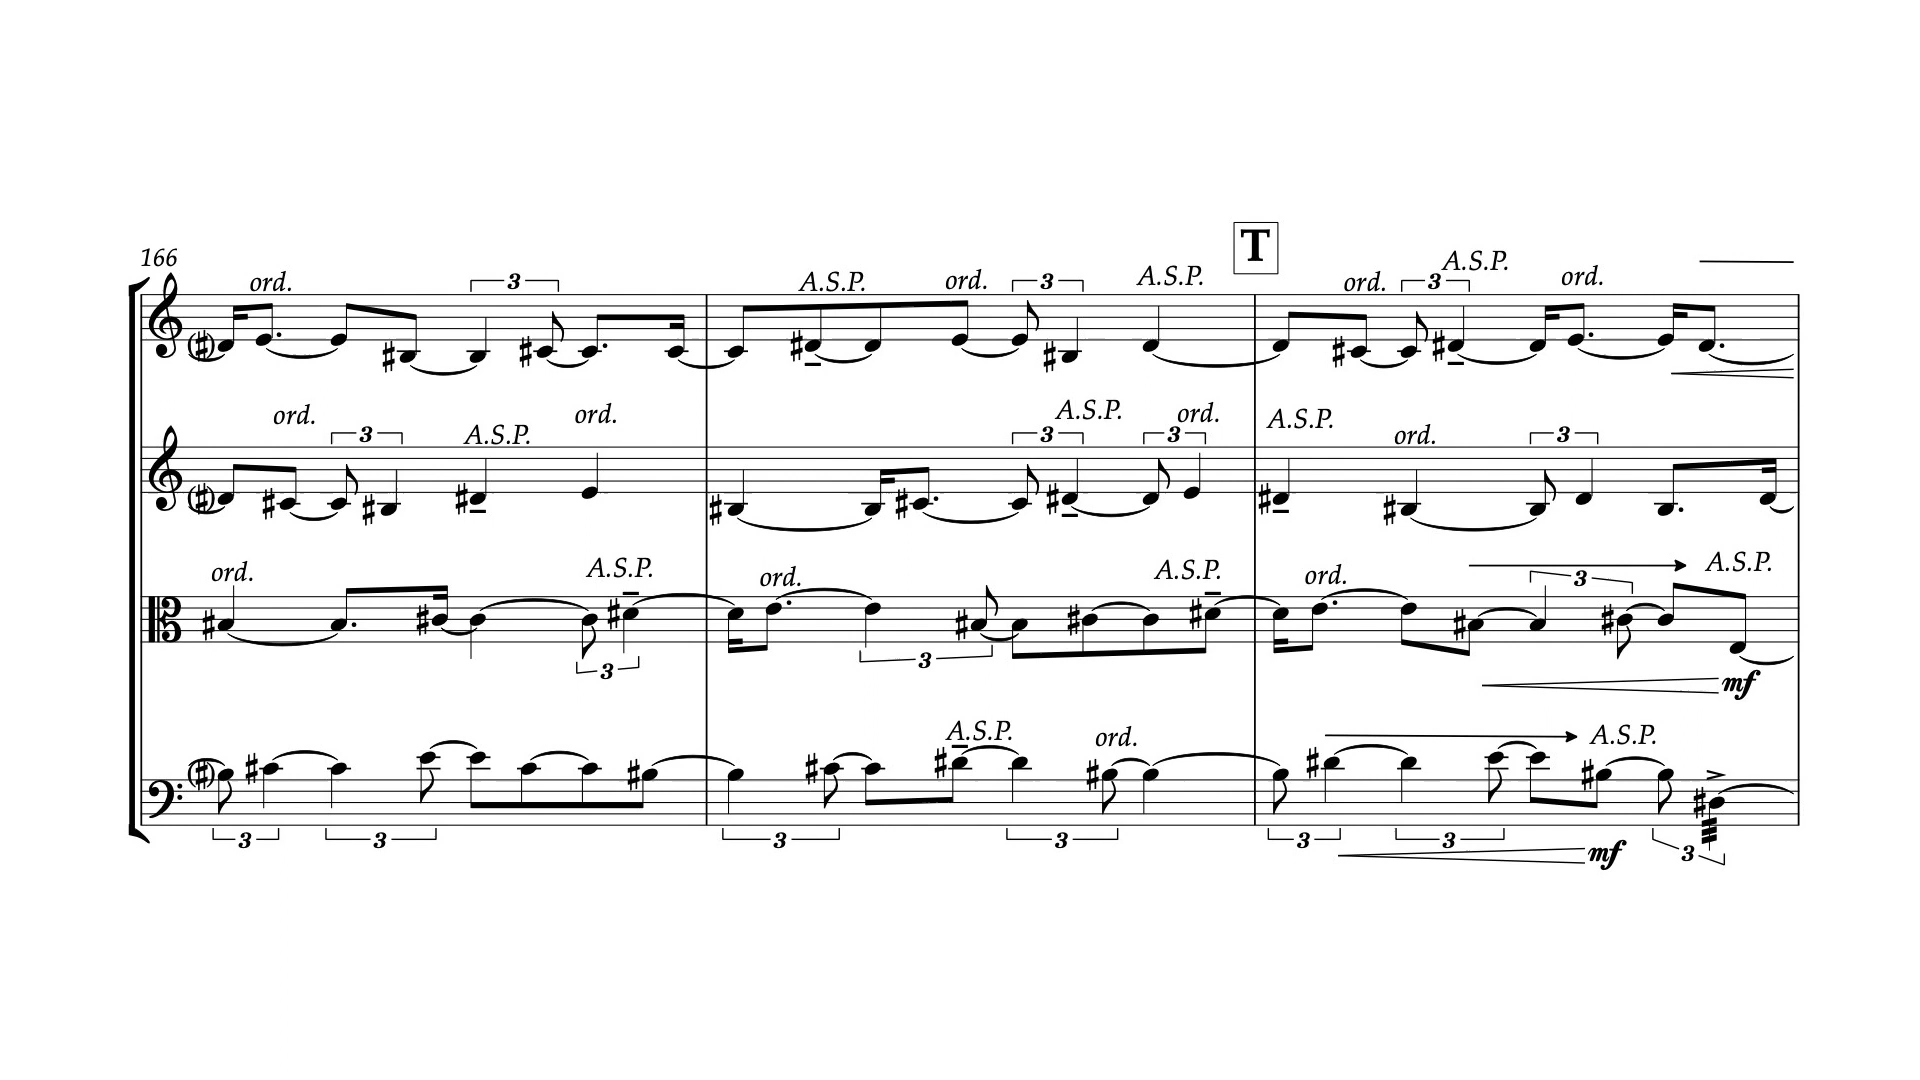 T
166 ord. 3 A.S.P. ord. 3 A.S.P. ord. 3 A.S.P. ord.
ord. 3 A.S.P. ord. 3 A.S.P. 3 ord. A.S.P. ord. 3
ord. A.S.P. 3 ord. 3 A.S.P. ord. 3 A.S.P.
mf
A.S.P. ord. A.S.P.
3 3 3 3 3 3 mf 3